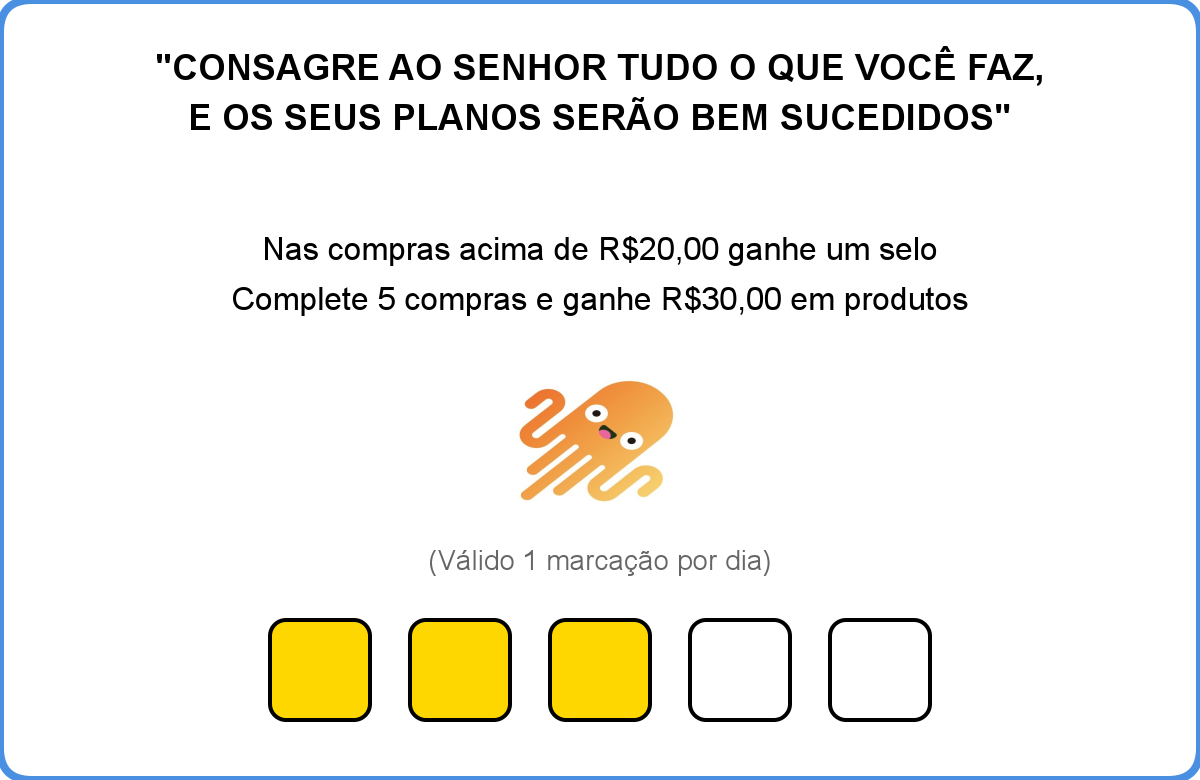 "CONSAGRE AO SENHOR TUDO O QUE VOCÊ FAZ,
E OS SEUS PLANOS SERÃO BEM SUCEDIDOS"
Nas compras acima de R$20,00 ganhe um selo
Complete 5 compras e ganhe R$30,00 em produtos
(Válido 1 marcação por dia)